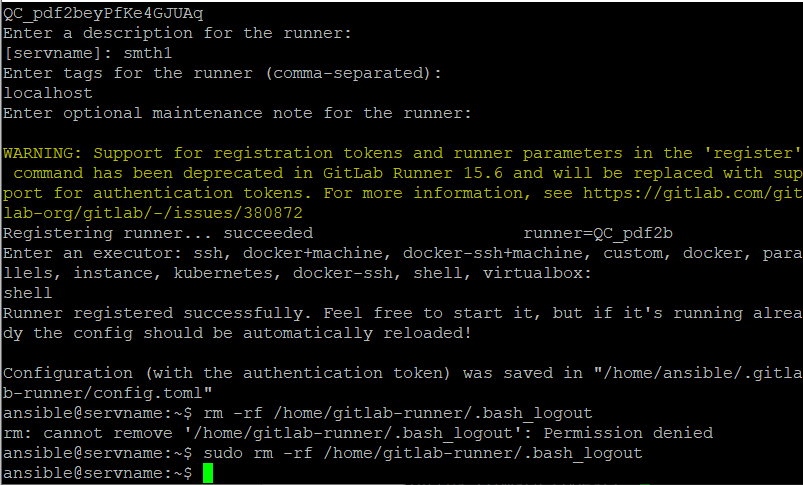 QC_pdf2beyPfKe4GJUAq
Enter a description for the runner:
[servname]: smth1
Enter tags for the runner (comma-separated):
localhost
Enter optional maintenance note for the runner:
WARNING: Support for registration tokens and runner parameters in the 'register'
 command has been deprecated in GitLab Runner 15.6 and will be replaced with sup
port for authentication tokens. For more information, see https://gitlab.com/git
lab-org/gitlab/-/issues/380872
Registering runner... succeeded                     runner=QC_pdf2b
Enter an executor: ssh, docker+machine, docker-ssh+machine, custom, docker, para
llels, instance, kubernetes, docker-ssh, shell, virtualbox:
shell
Runner registered successfully. Feel free to start it, but if it's running alrea
dy the config should be automatically reloaded!
Configuration (with the authentication token) was saved in "/home/ansible/.gitla
b-runner/config.toml"
ansible@servname:~$ rm -rf /home/gitlab-runner/.bash_logout
rm: cannot remove '/home/gitlab-runner/.bash_logout': Permission denied
ansible@servname:~$ sudo rm -rf /home/gitlab-runner/.bash_logout
ansible@servname:~$